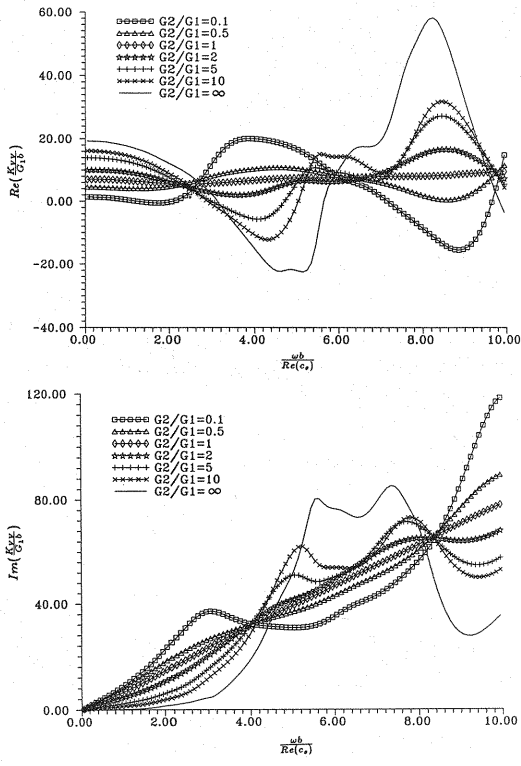 60.00
40.00
20.00
0.00
-20.00
-40.00
Re(Kvv/G1b)
G2/G1=0.1
G2/G1=0.5
G2/G1=1
G2/G1=2
G2/G1=5
G2/G1=10
G2/G1=∞
0.00 2.00 4.00 6.00 8.00 10.00
ωb/Re(cs)
120.00
80.00
40.00
0.00
Im(Kvv/G1b)
G2/G1=0.1
G2/G1=0.5
G2/G1=1
G2/G1=2
G2/G1=5
G2/G1=10
G2/G1=∞
0.00 2.00 4.00 6.00 8.00 10.00
ωb/Re(cs)